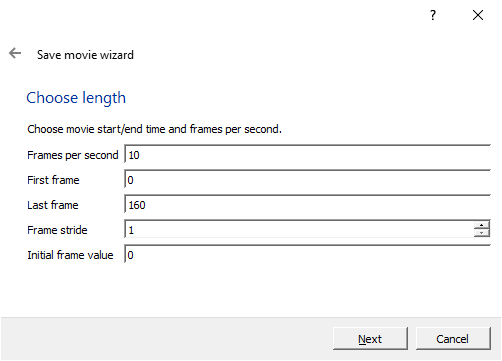 ?
Save movie wizard
Choose length
Choose movie start/end time and frames per second.
Frames per second 10
First frame 0
Last frame 160
Frame stride 1
Initial frame value 0
Next Cancel